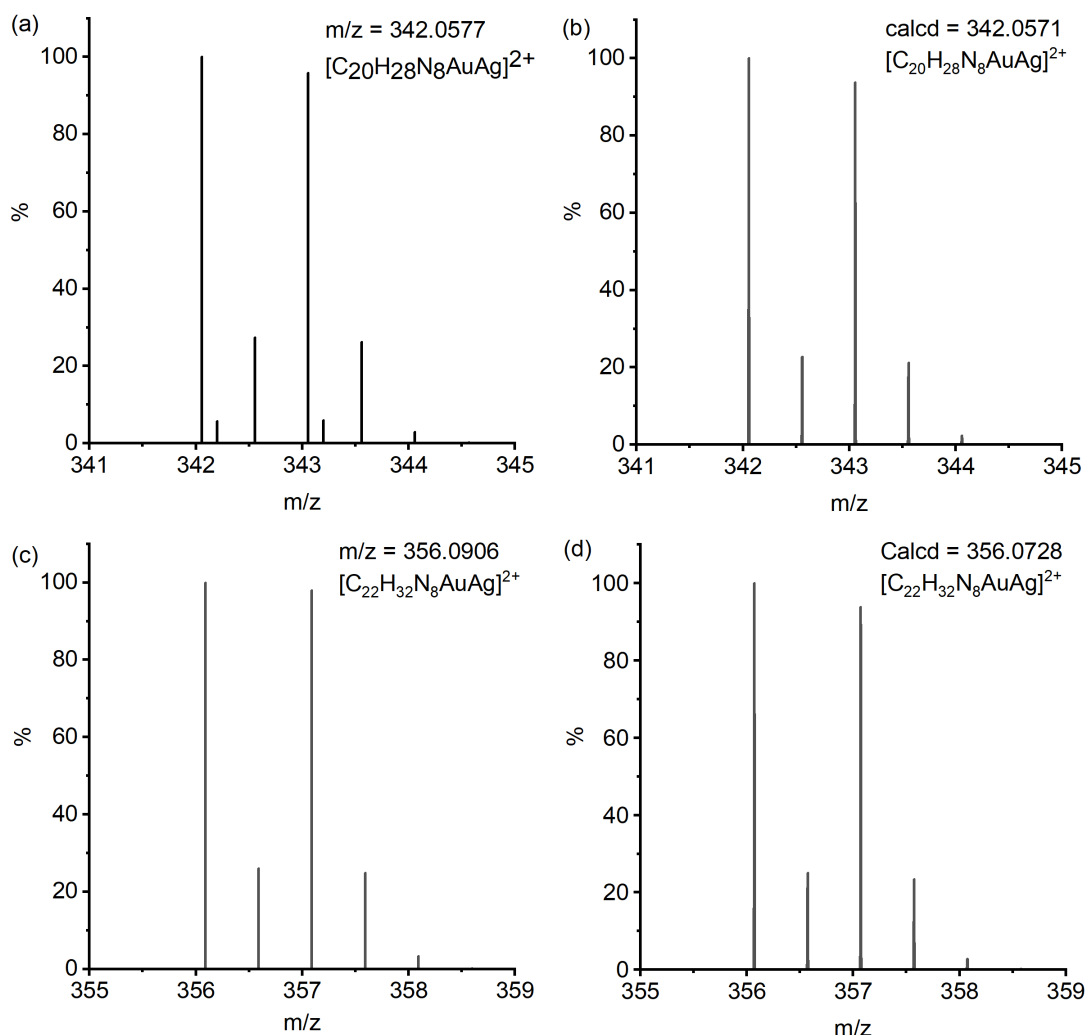 (a)
m/z = 342.0577
[C20H28N8AuAg]2+
100
80
60
40
20
0
%
341 342 343 344 345
m/z
(b)
calcd = 342.0571
[C20H28N8AuAg]2+
100
80
60
40
20
0
%
341 342 343 344 345
m/z
(c)
m/z = 356.0906
[C22H32N8AuAg]2+
100
80
60
40
20
0
%
355 356 357 358 359
m/z
(d)
Calcd = 356.0728
[C22H32N8AuAg]2+
100
80
60
40
20
0
%
355 356 357 358 359
m/z